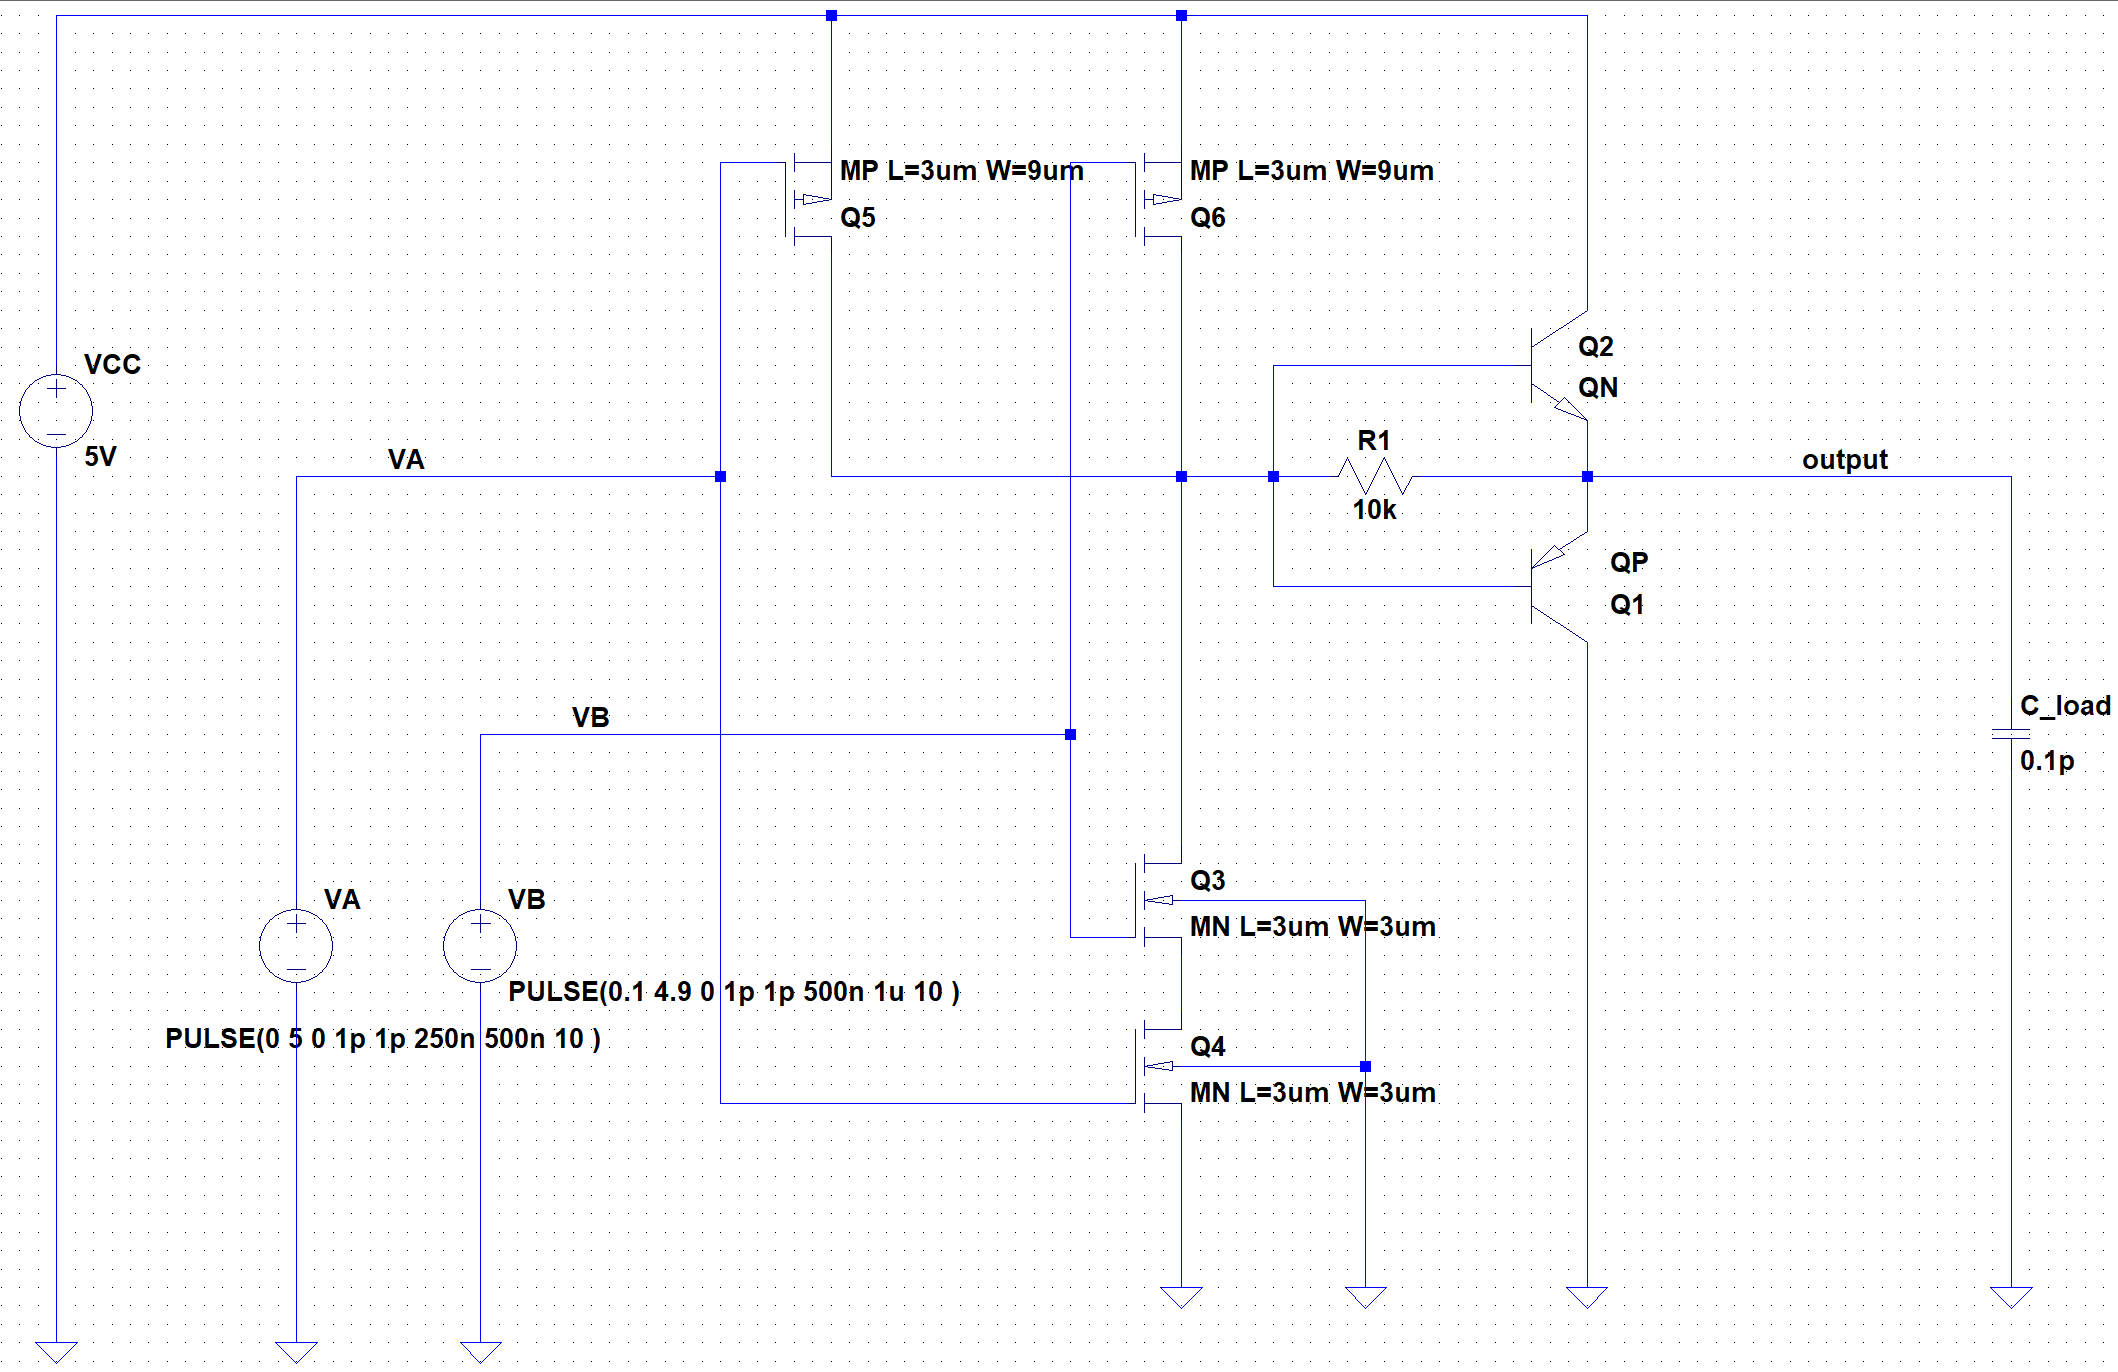 MP L=3um W=9um
Q5
MP L=3um W=9um
Q6
VCC
5V
Q2
QN
R1
10k
VA
output
QP
Q1
VB
C_load
0.1p
Q3
MN L=3um W=3um
VA
VB
PULSE(0.1 4.9 0 1p 1p 500n 1u 10 )
PULSE(0 5 0 1p 1p 250n 500n 10 )
Q4
MN L=3um W=3um